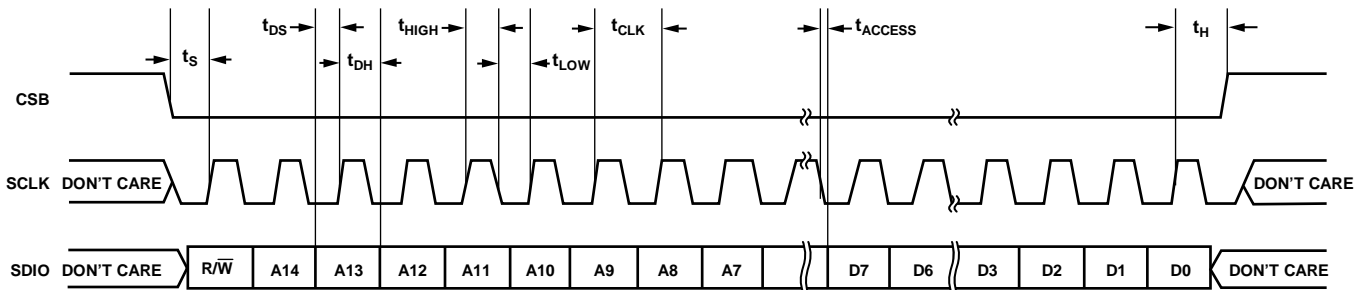 tDS tHIGH tCLK tACCESS tH
tS tDH tLOW
CSB
SCLK DON'T CARE DON'T CARE
SDIO DON'T CARE R/W̅ A14 A13 A12 A11 A10 A9 A8 A7 D7 D6 D3 D2 D1 D0 DON'T CARE